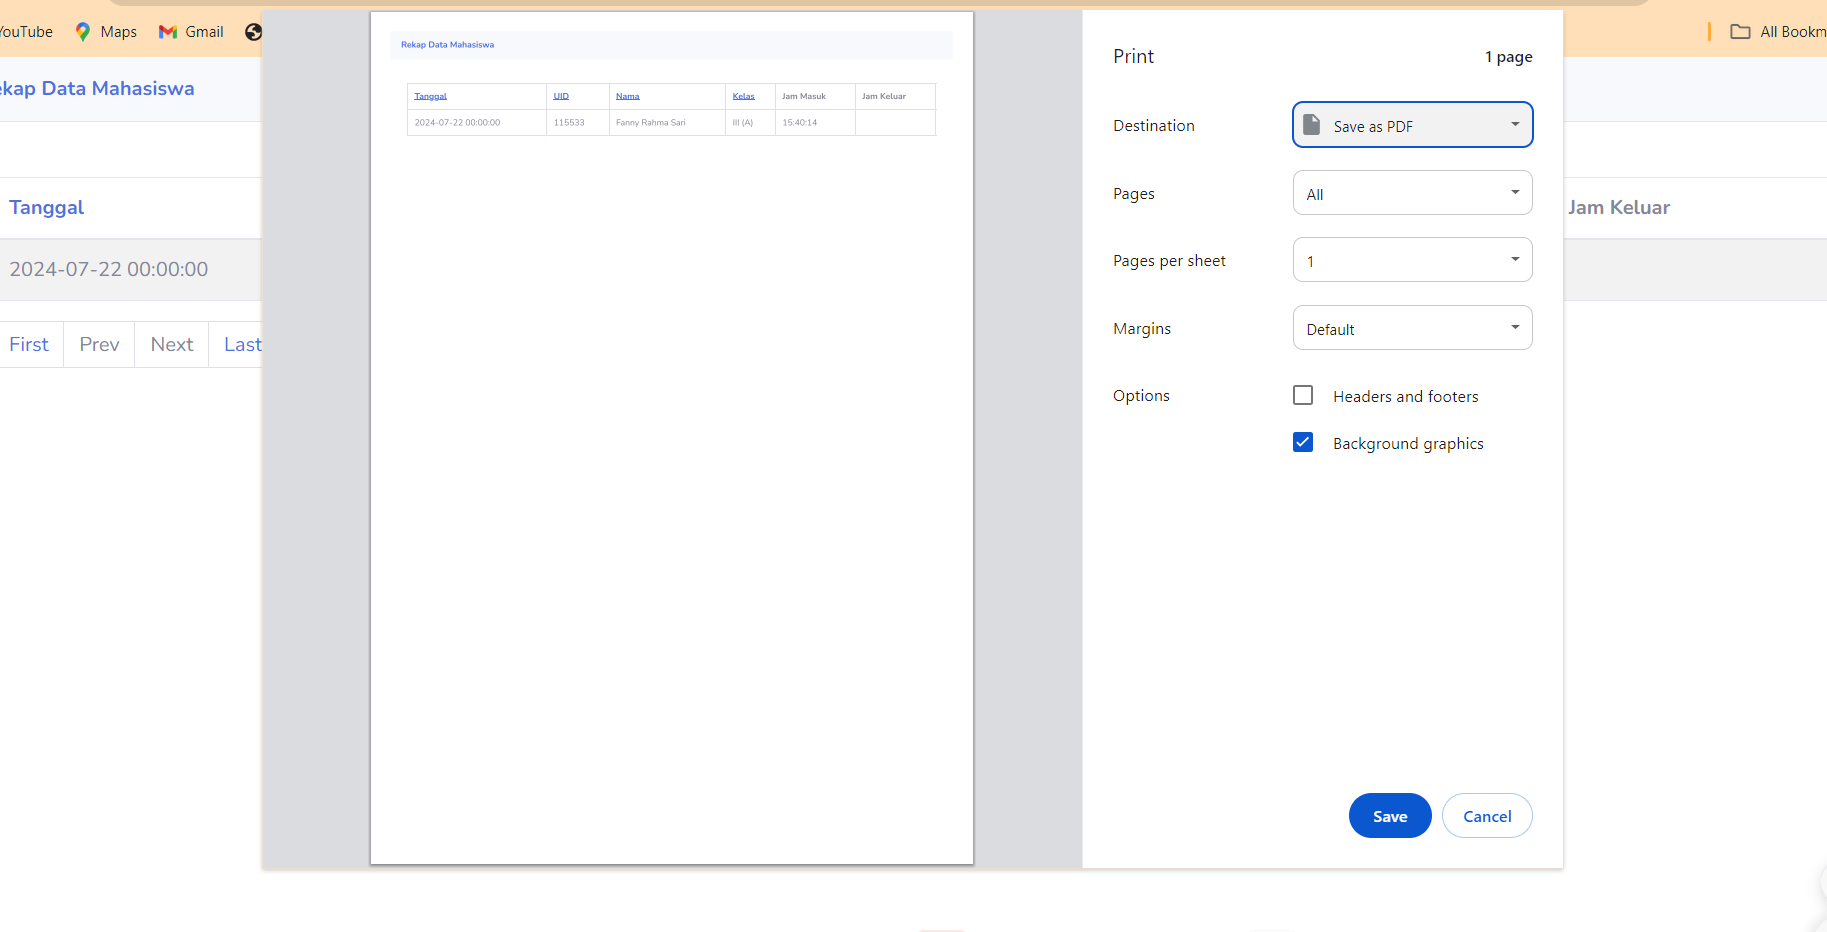 YouTube
Maps
Gmail
All Bookm
ekap Data Mahasiswa
Tanggal
Jam Keluar
2024-07-22 00:00:00
First Prev Next Last
Rekap Data Mahasiswa
Tanggal UID Nama Kelas Jam Masuk Jam Keluar
2024-07-22 00:00:00 115533 Fanny Rahma Sari III (A) 15:40:14
Print 1 page
Destination Save as PDF
Pages All
Pages per sheet 1
Margins Default
Options Headers and footers
Background graphics
Save Cancel